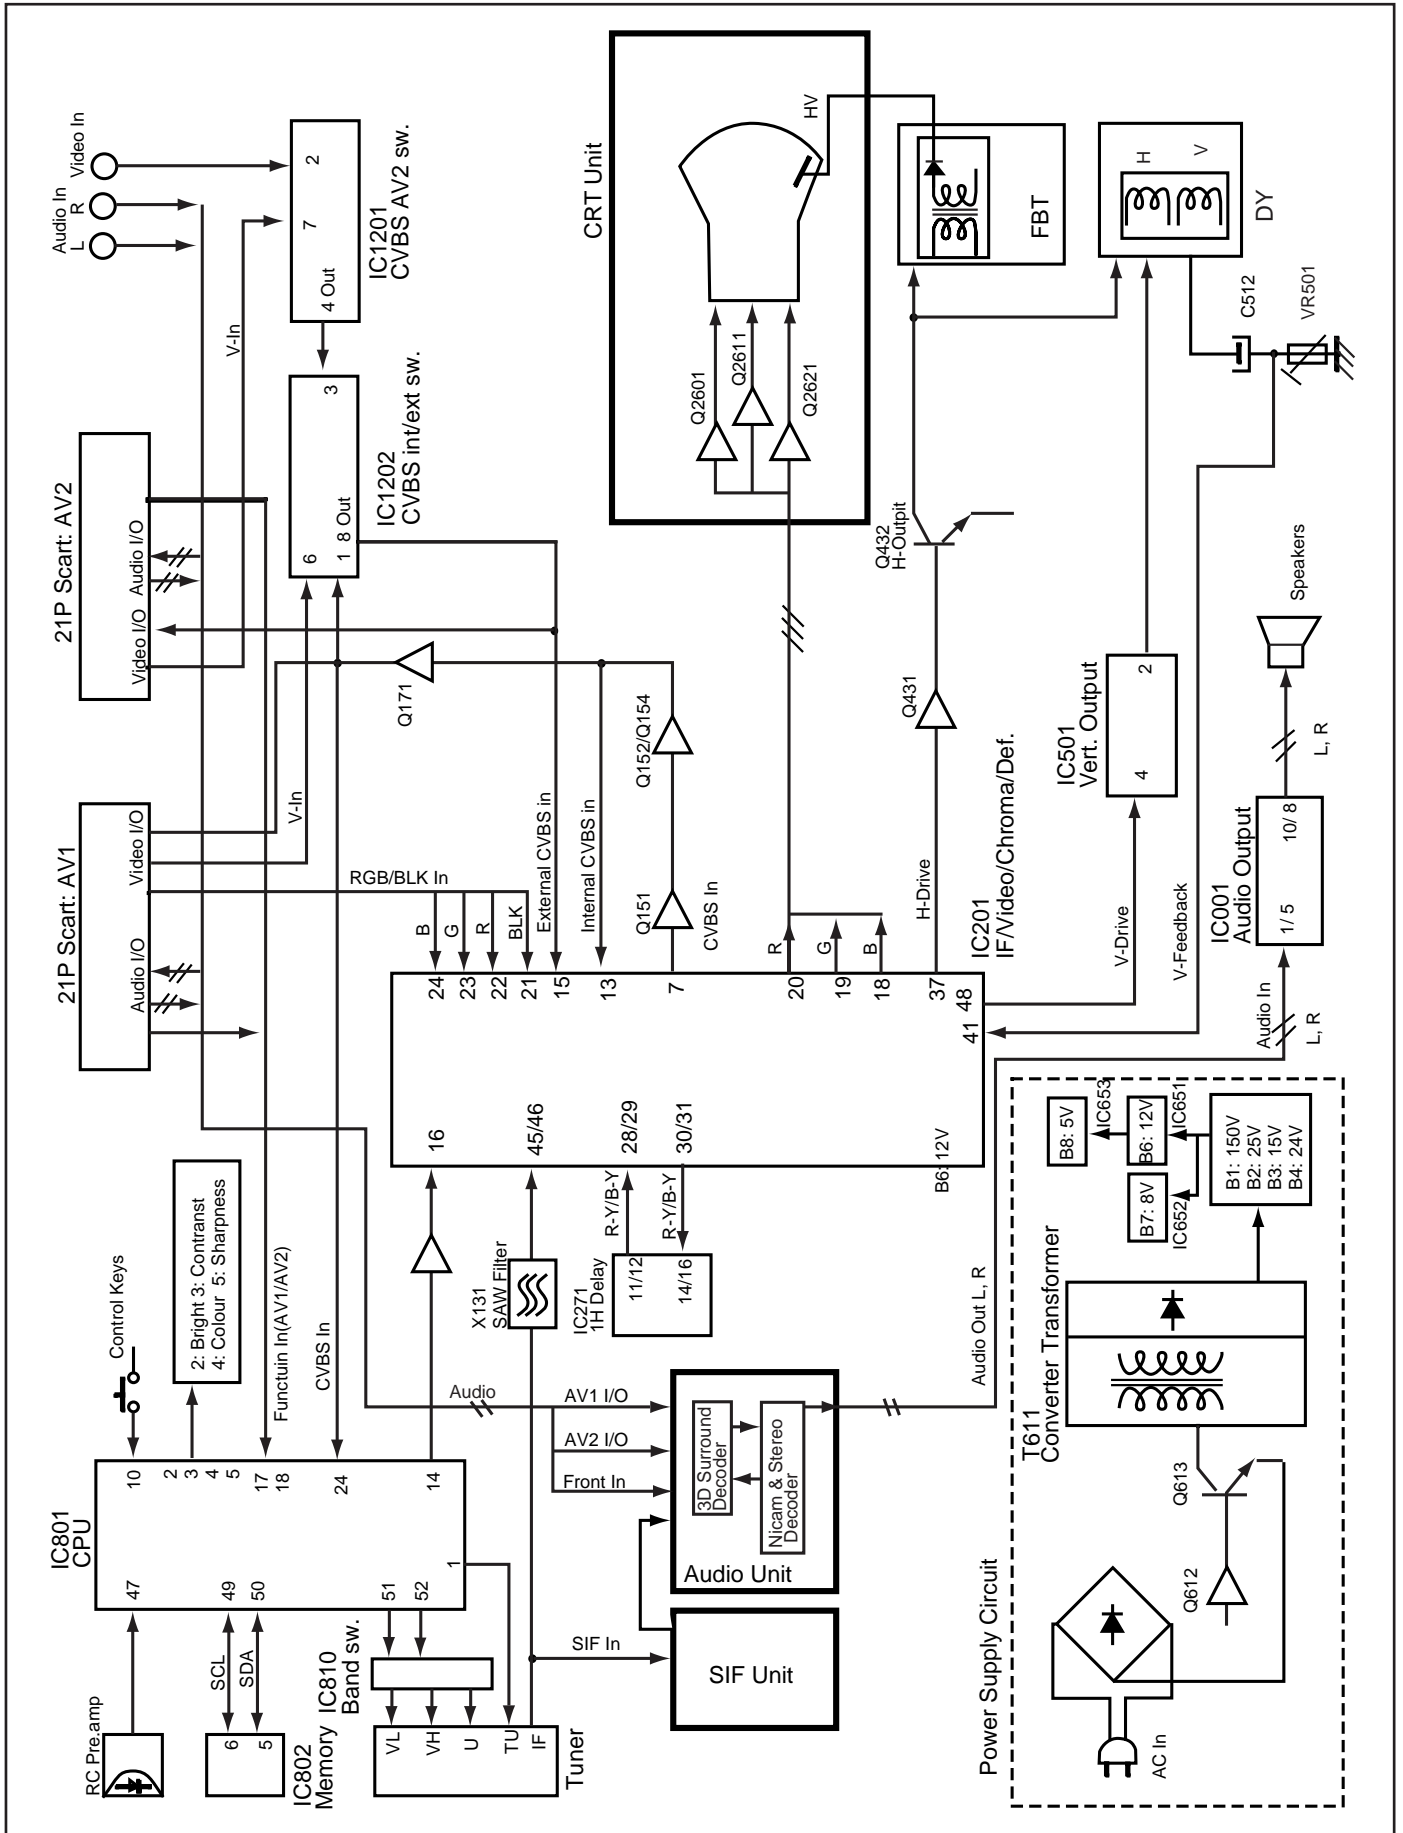 Audio In
L
R
Video In
2
7
4 Out
IC1201
CVBS AV2 sw.
V-In
3
6
1
8 Out
IC1202
CVBS int/ext sw.
21P Scart: AV2
Video I/O
Audio I/O
21P Scart: AV1
Audio I/O
Video I/O
V-In
RGB/BLK In
B
G
R
BLK
External CVBS in
Internal CVBS in
Q171
Q152/Q154
Q151
CVBS In
CRT Unit
Q2601
Q2611
Q2621
HV
FBT
H
V
DY
C512
VR501
Q432
H-Outpit
Q431
H-Drive
IC501
Vert. Output
4
2
V-Drive
V-Feedback
Speakers
L, R
IC001
Audio Output
1/ 5
10/ 8
Audio In
L, R
R
G
B
IC201
IF/Video/Chroma/Def.
24
23
22
21
15
13
7
20
19
18
37
48
41
16
45/46
28/29
30/31
B6: 12V
R-Y/B-Y
R-Y/B-Y
IC271
1H Delay
11/12
14/16
X131
SAW Filter
Control Keys
2: Bright 3: Contranst
4: Colour 5: Sharpness
Functuin In(AV1/AV2)
CVBS In
IC801
CPU
10
2
3
4
5
17
18
24
14
47
49
50
51
52
1
RC Pre.amp
SCL
SDA
6
5
IC802
Memory
IC810
Band sw.
VL
VH
U
TU
IF
Tuner
Audio
AV1 I/O
AV2 I/O
Front In
3D Surround
Decoder
Nicam & Stereo
Decoder
Audio Unit
SIF In
SIF Unit
Audio Out L, R
Power Supply Circuit
AC In
Q612
Q613
T611
Converter Transformer
B1: 150V
B2: 25V
B3: 15V
B4: 24V
IC651
B6: 12V
IC653
B8: 5V
IC652
B7: 8V